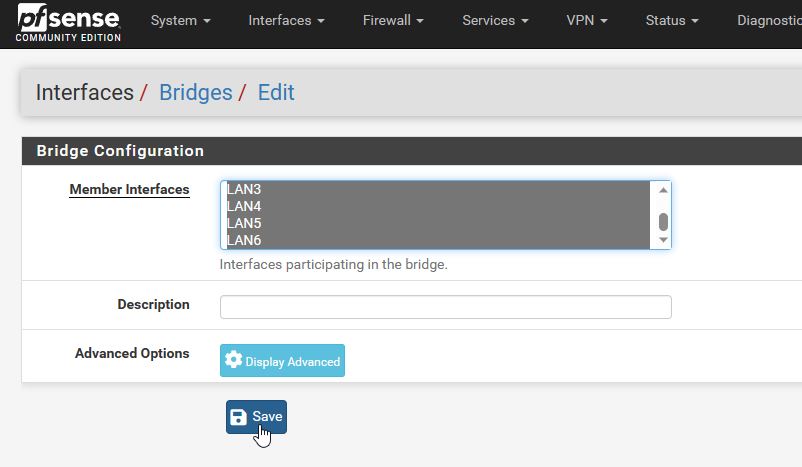 pfsense
COMMUNITY EDITION
System Interfaces Firewall Services VPN Status Diagnostic
Interfaces / Bridges / Edit
Bridge Configuration
Member Interfaces
LAN3
LAN4
LAN5
LAN6
Interfaces participating in the bridge.
Description
Advanced Options
Display Advanced
Save